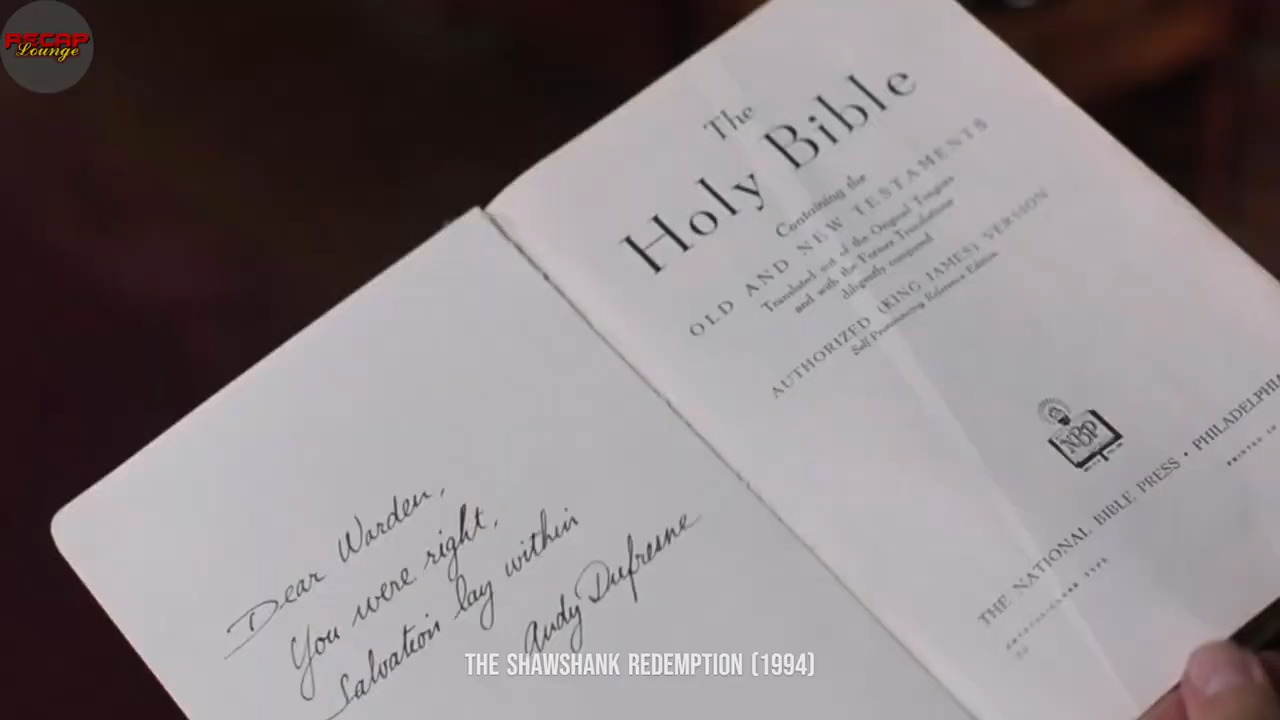 RECAP
Lounge
The
Holy Bible
Containing the
OLD AND NEW TESTAMENTS
Translated out of the Original Tongues
and with the Former Translations
diligently compared
AUTHORIZED (KING JAMES) VERSION
Self-Pronouncing Reference Edition
NBP
THE NATIONAL BIBLE PRESS · PHILADELPHIA
PRINTED IN
Dear Warden,
You were right.
Salvation lay within
Andy Dufresne
THE SHAWSHANK REDEMPTION (1994)